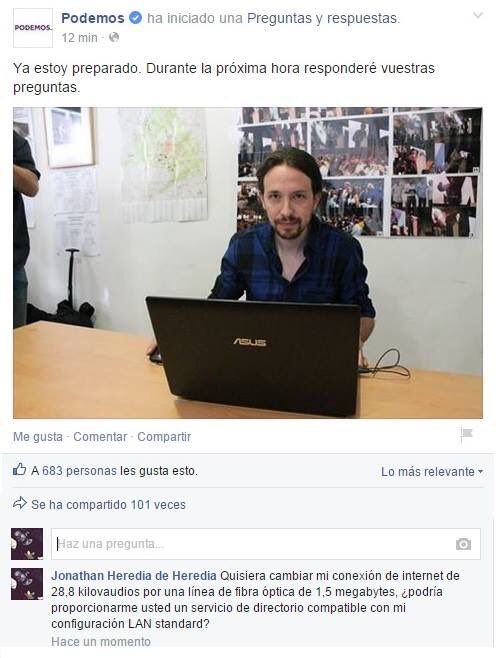 PODEMOS.
Podemos ha iniciado una Preguntas y respuestas.
12 min ·
Ya estoy preparado. Durante la próxima hora responderé vuestras
preguntas.
ASUS
Me gusta · Comentar · Compartir
A 683 personas les gusta esto.
Lo más relevante
Se ha compartido 101 veces
Haz una pregunta...
Jonathan Heredia de Heredia Quisiera cambiar mi conexión de internet de
28,8 kilovaudios por una línea de fibra óptica de 1,5 megabytes, ¿podría
proporcionarme usted un servicio de directorio compatible con mi
configuración LAN standard?
Hace un momento